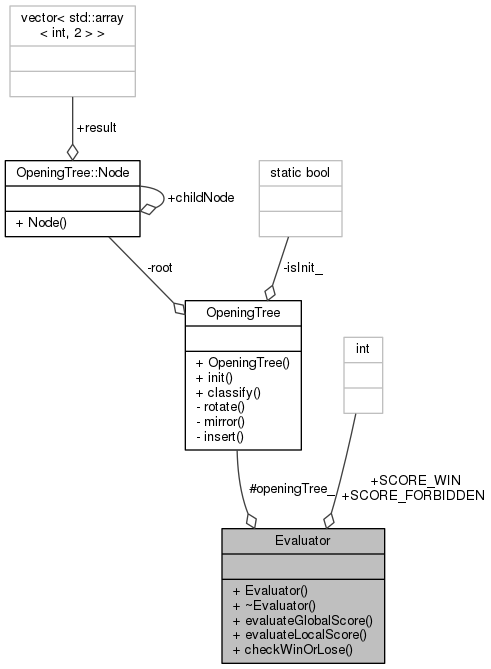 vector< std::array
< int, 2 > >
+result
OpeningTree::Node
+ Node()
+childNode
static bool
-root
-isInit_
OpeningTree
+ OpeningTree()
+ init()
+ classify()
- rotate()
- mirror()
- insert()
int
#openingTree_
+SCORE_WIN
+SCORE_FORBIDDEN
Evaluator
+ Evaluator()
+ ~Evaluator()
+ evaluateGlobalScore()
+ evaluateLocalScore()
+ checkWinOrLose()